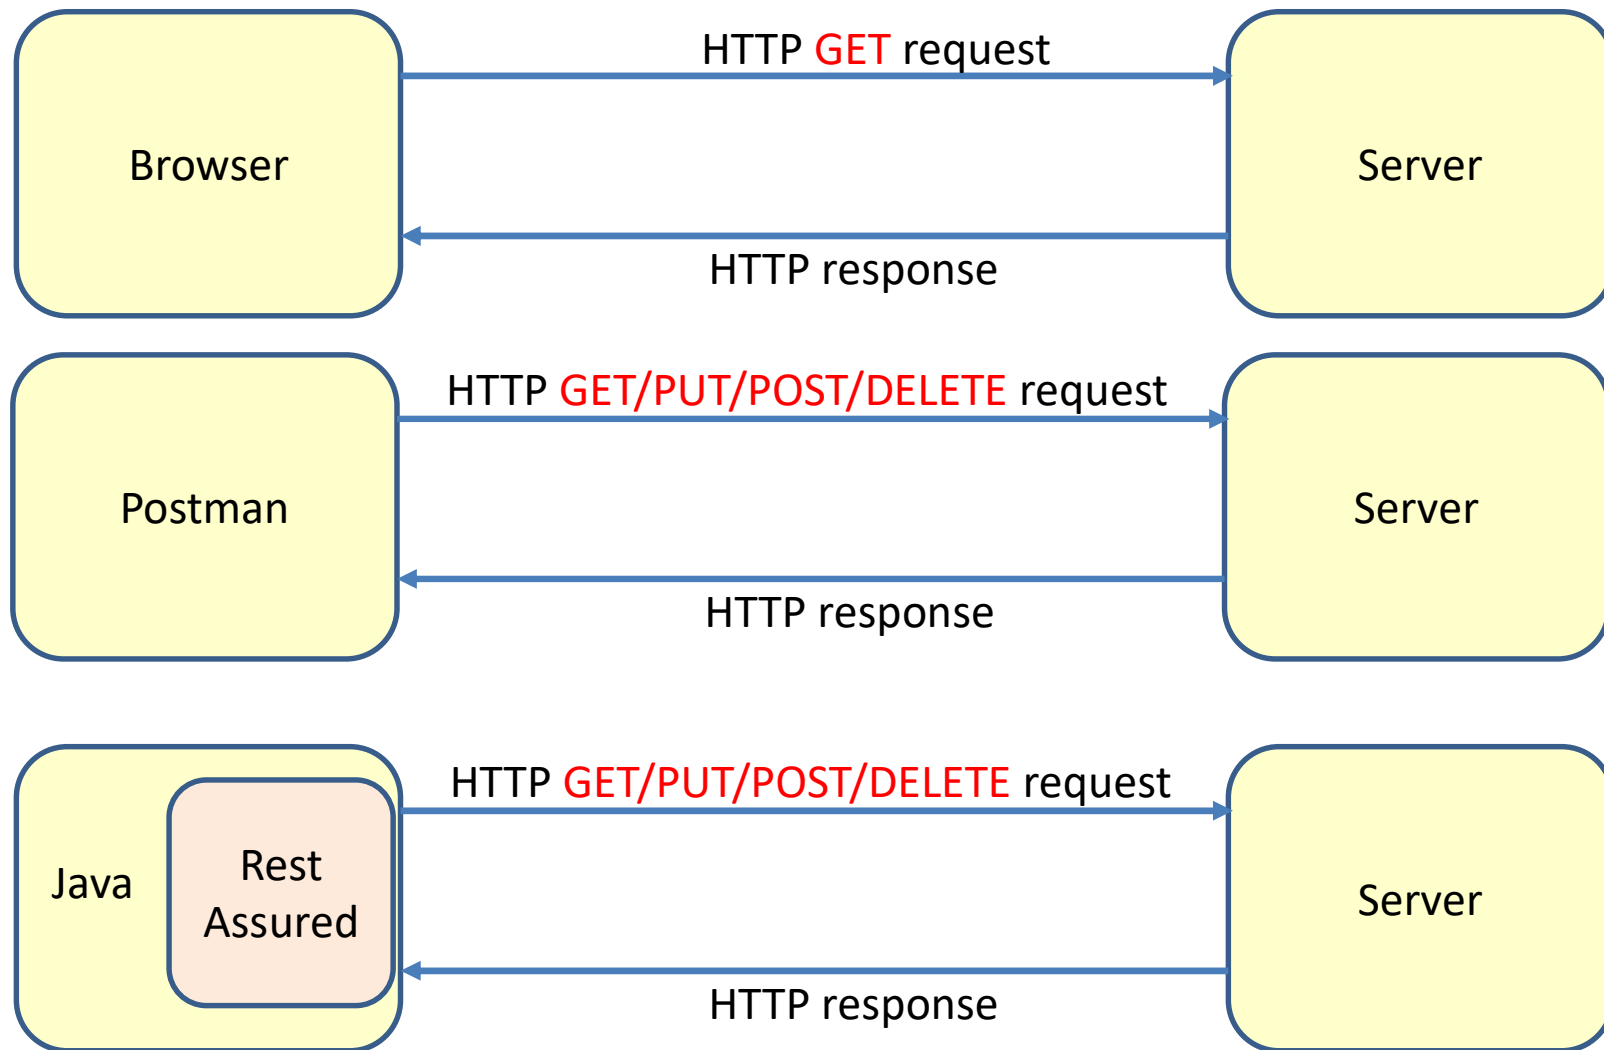 HTTP GET request
Browser
Server
HTTP response
HTTP GET/PUT/POST/DELETE request
Postman
Server
HTTP response
HTTP GET/PUT/POST/DELETE request
Java
Rest
Assured
Server
HTTP response